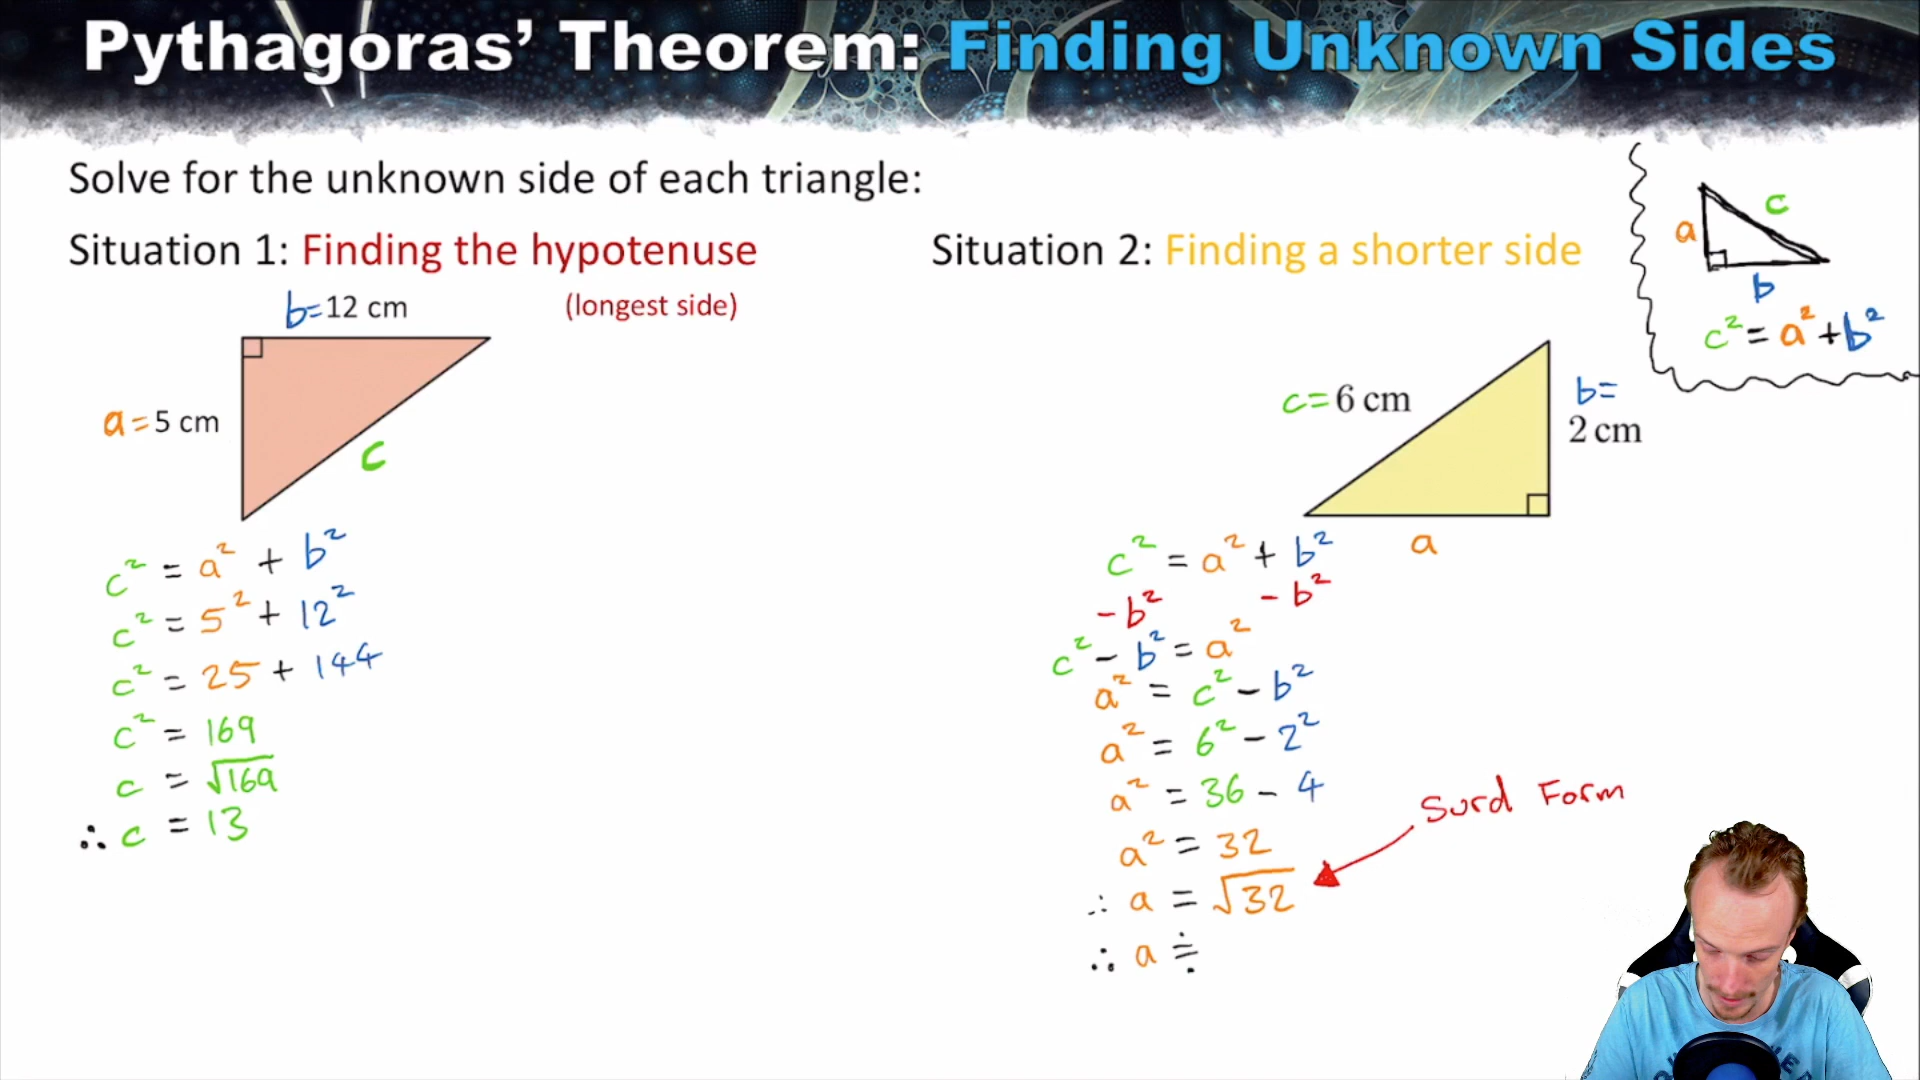 Pythagoras’ Theorem: Finding Unknown Sides
Solve for the unknown side of each triangle:
Situation 1: Finding the hypotenuse
(longest side)
b=12 cm
a=5 cm
c
c² = a² + b²
c² = 5² + 12²
c² = 25 + 144
c² = 169
c = √169
∴ c = 13
Situation 2: Finding a shorter side
c=6 cm
b=
2 cm
a
c² = a² + b²
-b² -b²
c² - b² = a²
a² = c² - b²
a² = 6² - 2²
a² = 36 - 4
a² = 32
∴ a = √32
Surd Form
∴ a ≑
a
c
b
c² = a² + b²